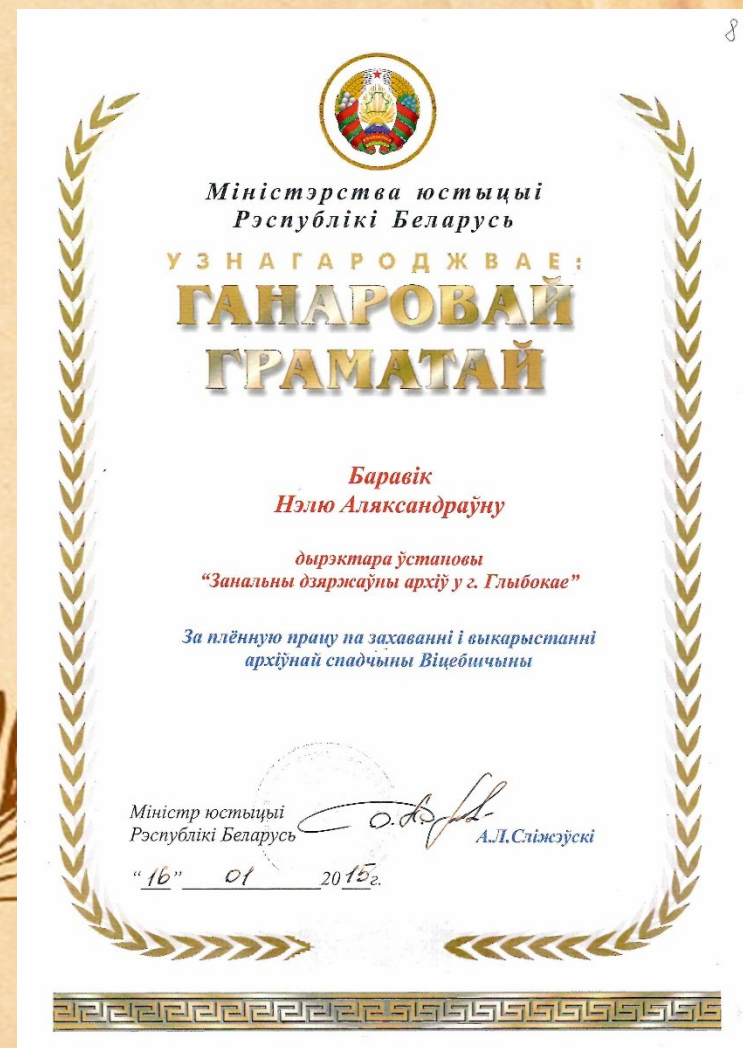 8
Міністэрства юстыцыі
Рэспублікі Беларусь
УЗНАГАРОДЖВАЕ:
ГАНАРОВАЙ
ГРАМАТАЙ
Баравік
Нэлю Аляксандраўну
дырэктара ўстановы
“Занальны дзяржаўны архіў у г. Глыбокае”
За плённую працу па захаванні і выкарыстанні
архіўнай спадчыны Віцебшчыны
Міністр юстыцыі
Рэспублікі Беларусь
А.Л.Сліжэўскі
“16” 01 2015г.